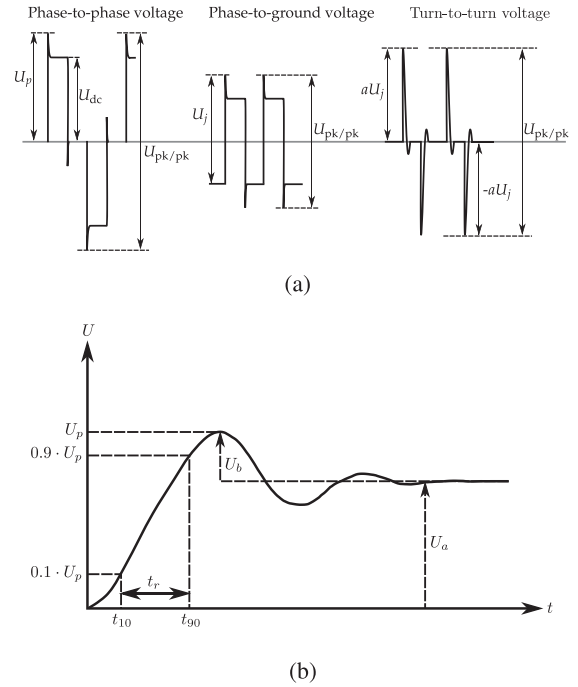 Phase-to-phase voltage
Phase-to-ground voltage
Turn-to-turn voltage
U_p
U_dc
U_pk/pk
U_j
U_pk/pk
aU_j
-aU_j
U_pk/pk
(a)
U
U_p
0.9 · U_p
U_b
U_a
0.1 · U_p
t_r
t_10
t_90
t
(b)